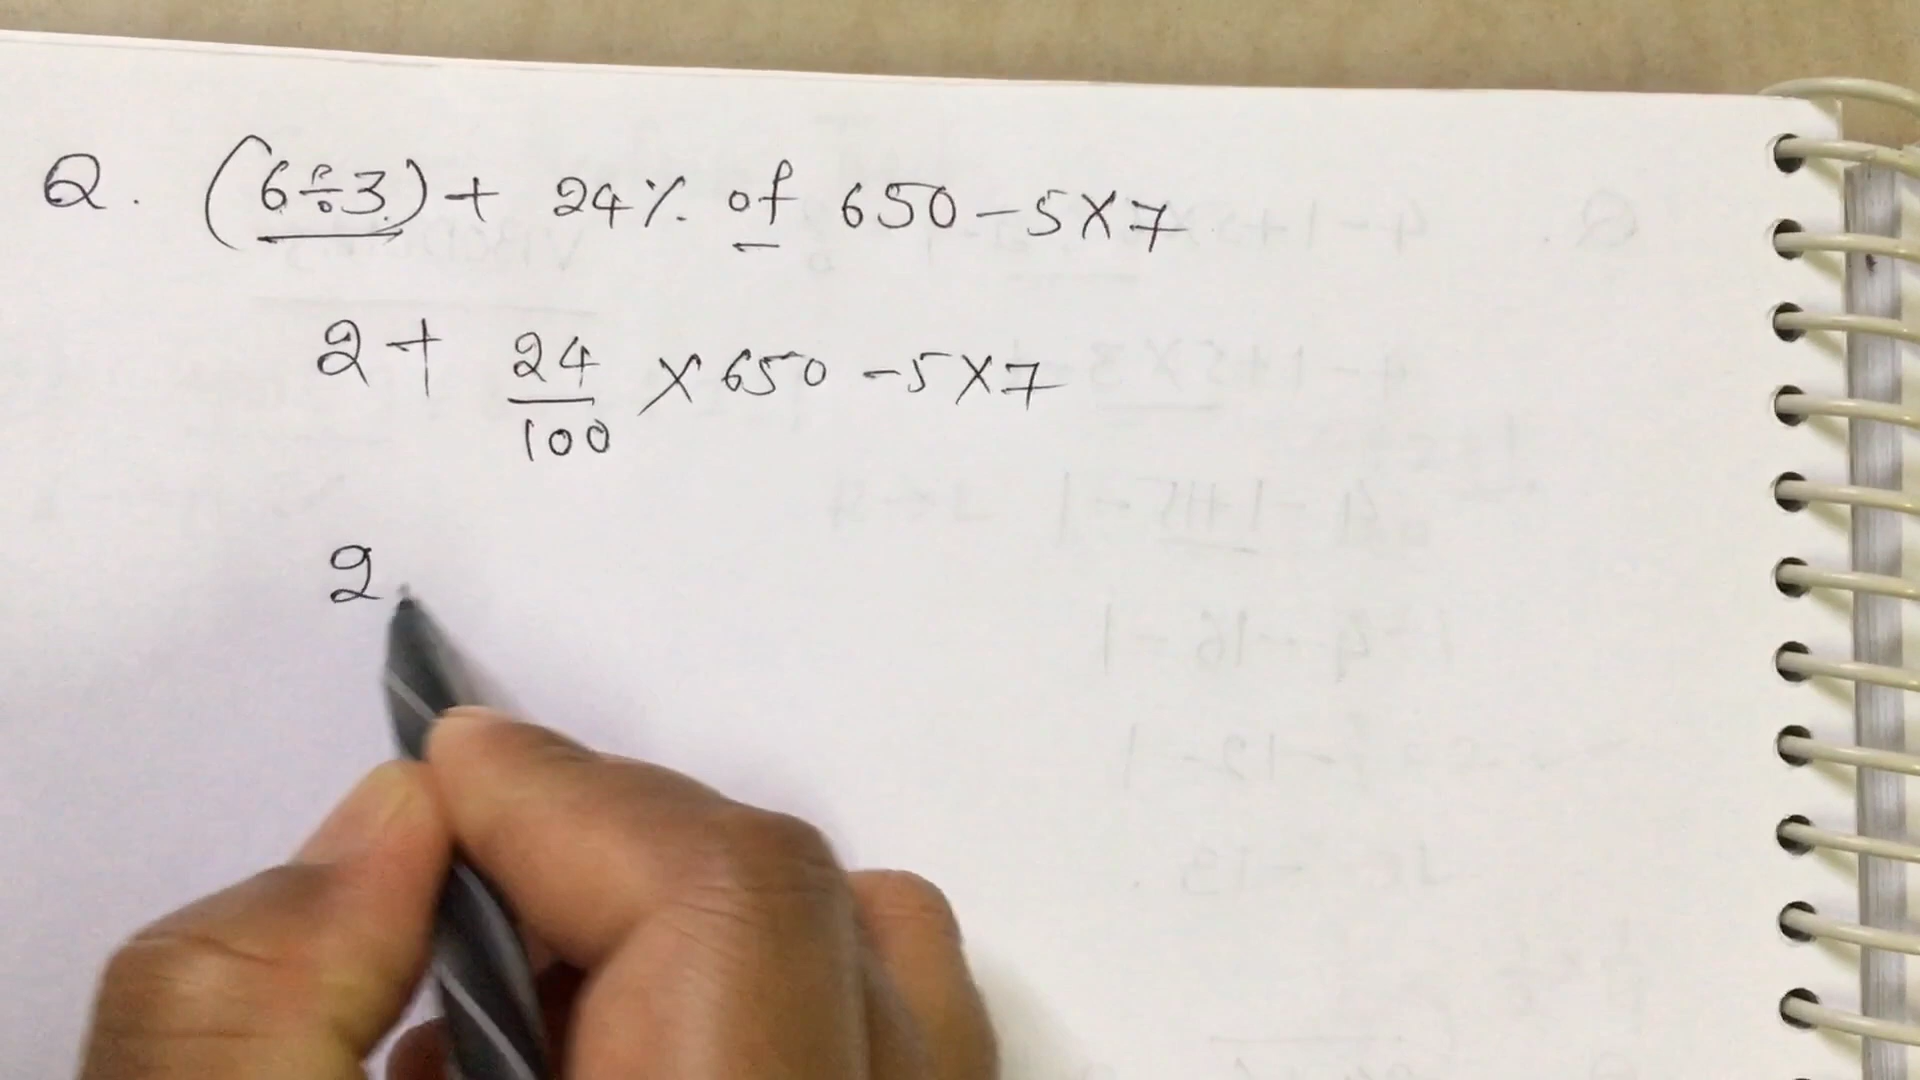 Q. (6÷3) + 24% of 650 - 5×7
2 + 24/100 × 650 - 5×7
2